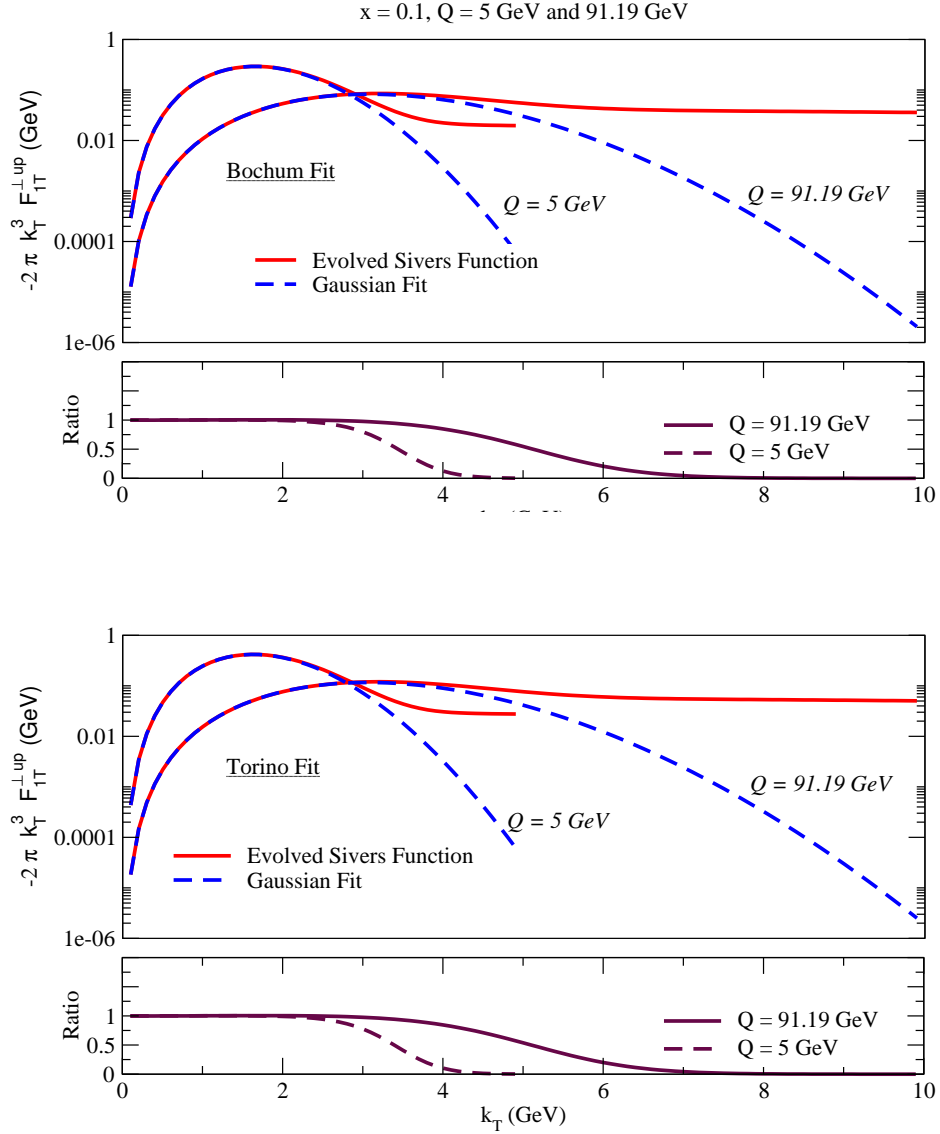 x = 0.1, Q = 5 GeV and 91.19 GeV
1
0.01
0.0001
1e-06
-2 π k_T^3 F_{1T}^{⊥ up} (GeV)
Bochum Fit
Q = 5 GeV
Q = 91.19 GeV
Evolved Sivers Function
Gaussian Fit
Ratio
1
0.5
0
Q = 91.19 GeV
Q = 5 GeV
0 2 4 6 8 10
1
0.01
0.0001
1e-06
-2 π k_T^3 F_{1T}^{⊥ up} (GeV)
Torino Fit
Q = 5 GeV
Q = 91.19 GeV
Evolved Sivers Function
Gaussian Fit
Ratio
1
0.5
0
Q = 91.19 GeV
Q = 5 GeV
0 2 4 6 8 10
k_T (GeV)